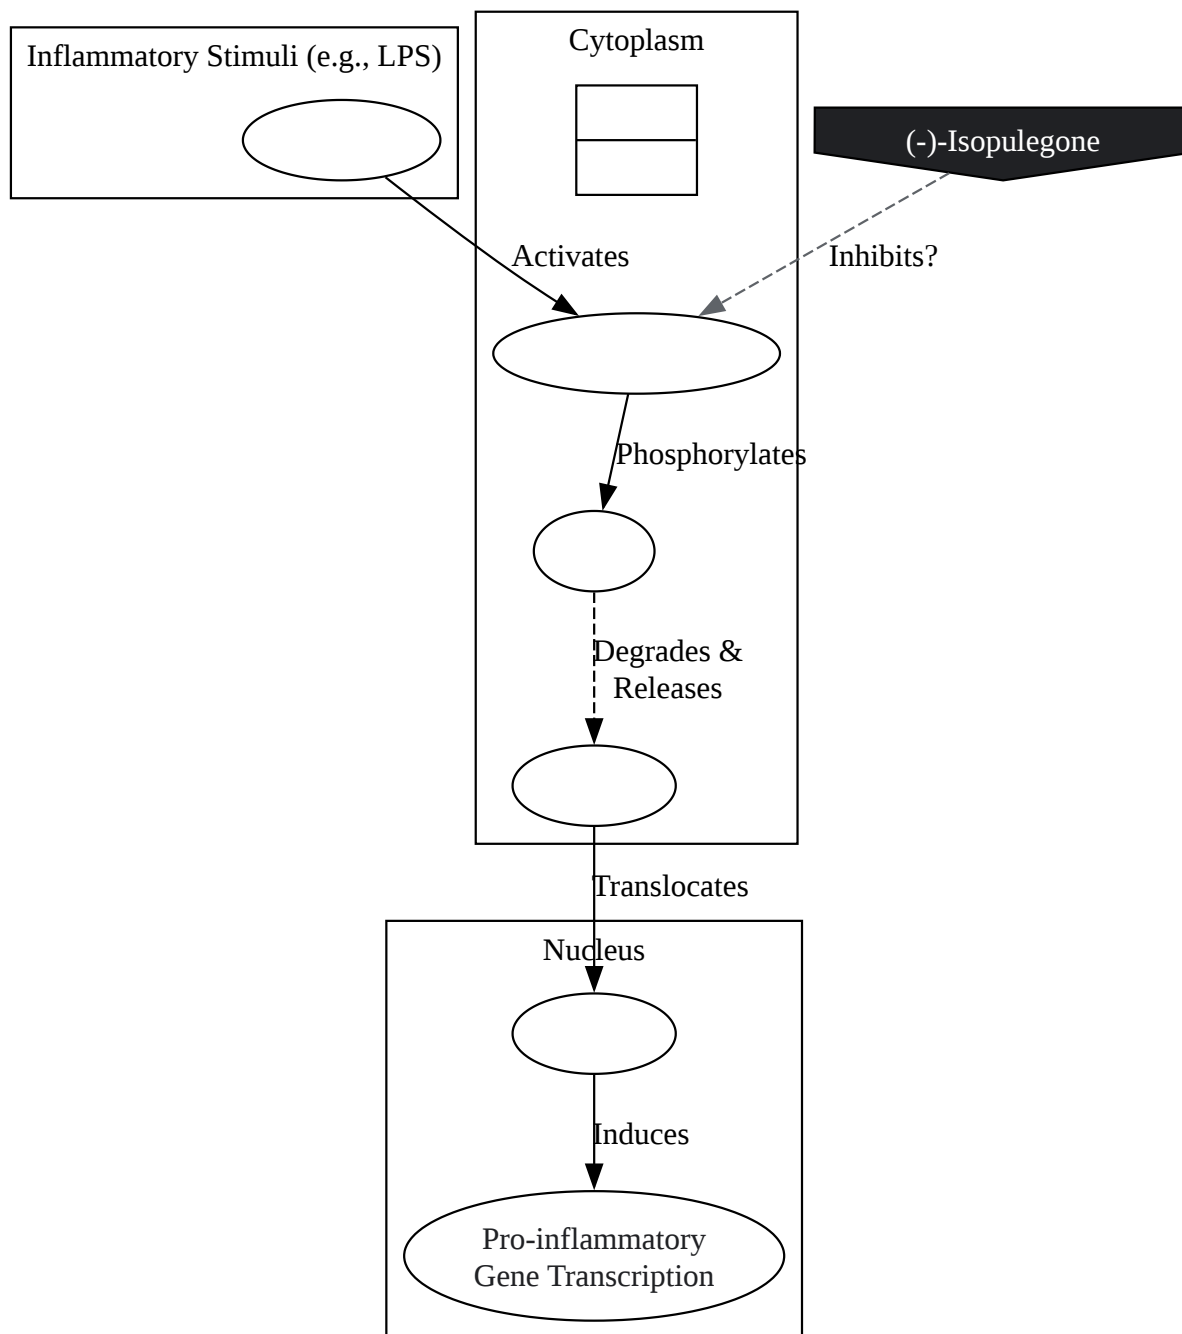 Inflammatory Stimuli (e.g., LPS)
Cytoplasm
(-)-Isopulegone
Activates
Inhibits?
Phosphorylates
Degrades &
Releases
Translocates
Nucleus
Induces
Pro-inflammatory
Gene Transcription